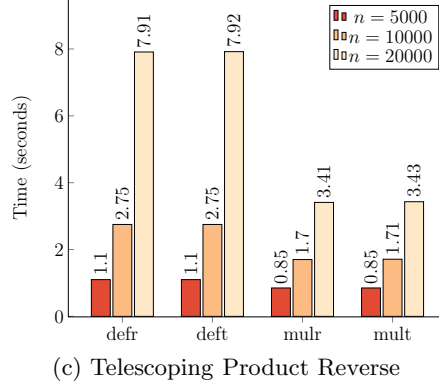 n = 5000
n = 10000
n = 20000
Time (seconds)
8
6
4
2
0
1.1
2.75
7.91
1.1
2.75
7.92
0.85
1.7
3.41
0.85
1.71
3.43
defr
deft
mulr
mult
(c) Telescoping Product Reverse